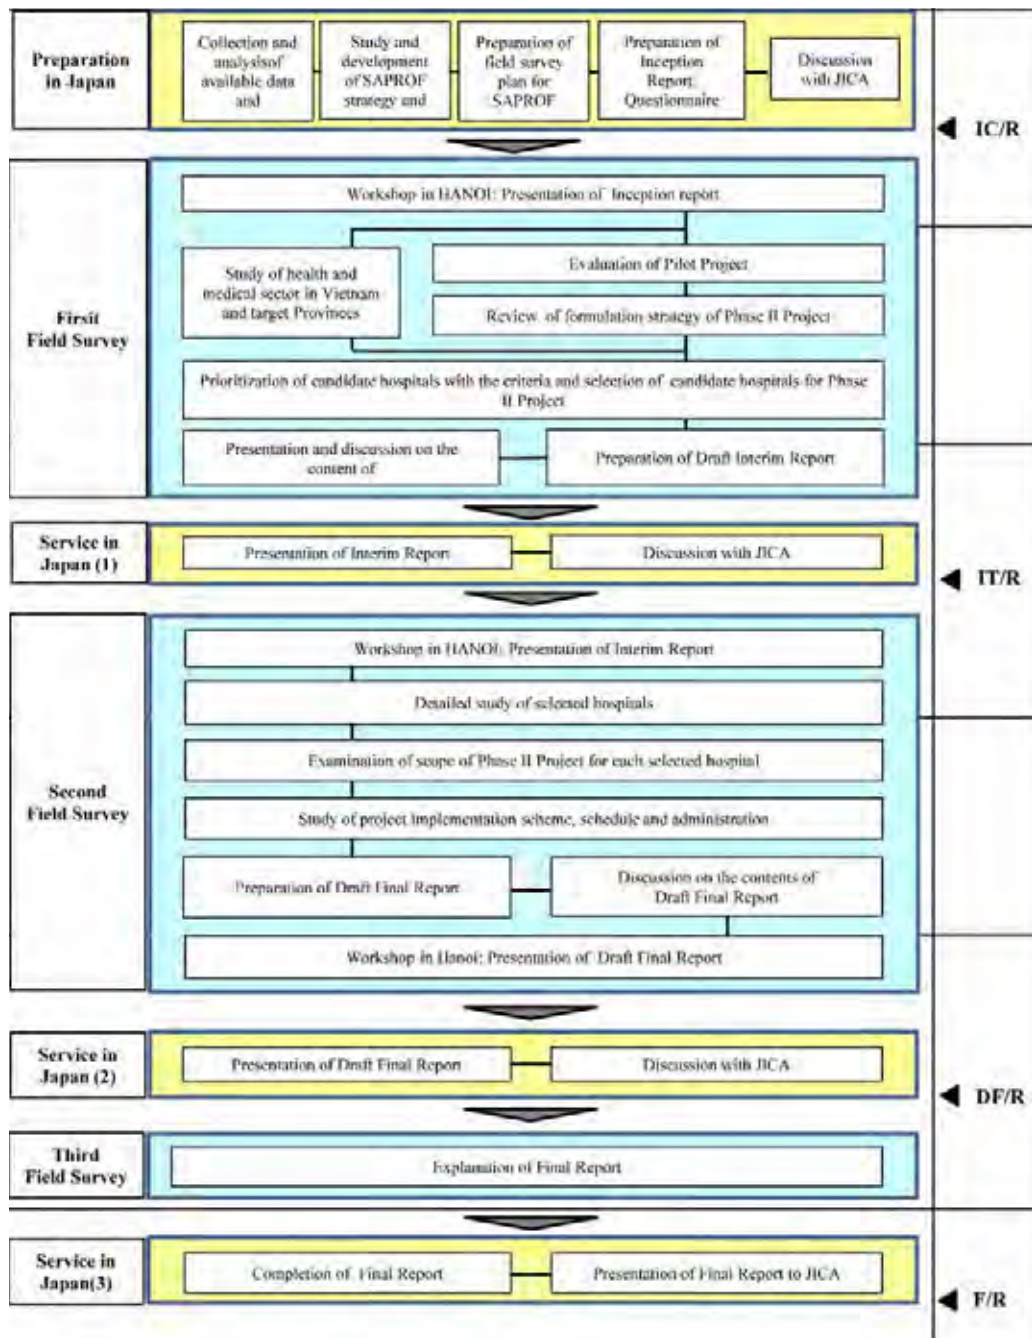 Preparation
in Japan
Collection and
analysisof
available data
and
Study and
development
of SAPROF
strategy and
Preparation of
field survey
plan for
SAPROF
Preparation of
Inception
Report,
Questionnaire
Discussion
with JICA
IC/R
Firsit
Field Survey
Workshop in HANOI: Presentation of Inception report
Study of health and
medical sector in Vietnam
and target Provinces
Evaluation of Pilot Project
Review of formulation strategy of Phase II Project
Prioritization of candidate hospitals with the criteria and selection of candidate hospitals for Phase
II Project
Presentation and discussion on the
content of
Preparation of Draft Interim Report
Service in
Japan (1)
Presentation of Interim Report
Discussion with JICA
IT/R
Second
Field Survey
Workshop in HANOI: Presentation of Interim Report
Detailed study of selected hospitals
Examination of scope of Phase II Project for each selected hospital
Study of project implementation scheme, schedule and administration
Preparation of Draft Final Report
Discussion on the contents of
Draft Final Report
Workshop in Hanoi: Presentation of Draft Final Report
Service in
Japan (2)
Presentation of Draft Final Report
Discussion with JICA
DF/R
Third
Field Survey
Explanation of Final Report
Service in
Japan(3)
Completion of Final Report
Presentation of Final Report to JICA
F/R